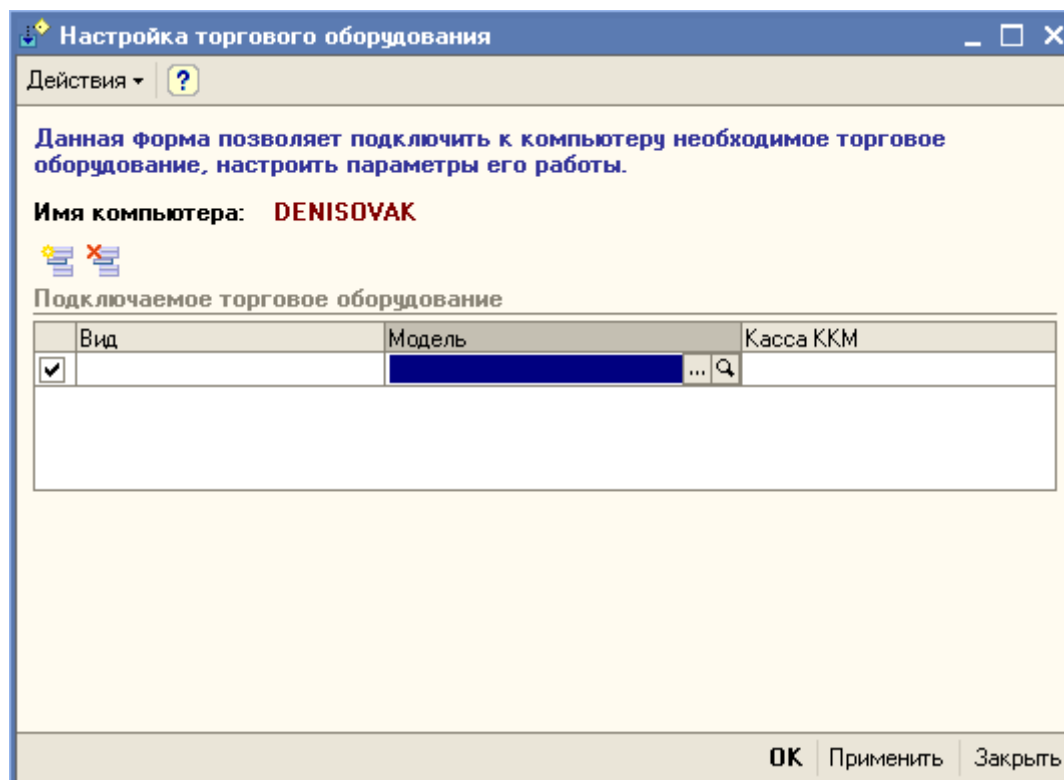 Настройка торгового оборудования
Действия ?
Данная форма позволяет подключить к компьютеру необходимое торговое
оборудование, настроить параметры его работы.
Имя компьютера: DENISOVAK
Подключаемое торговое оборудование
Вид Модель Касса ККМ
...
OK Применить Закрыть